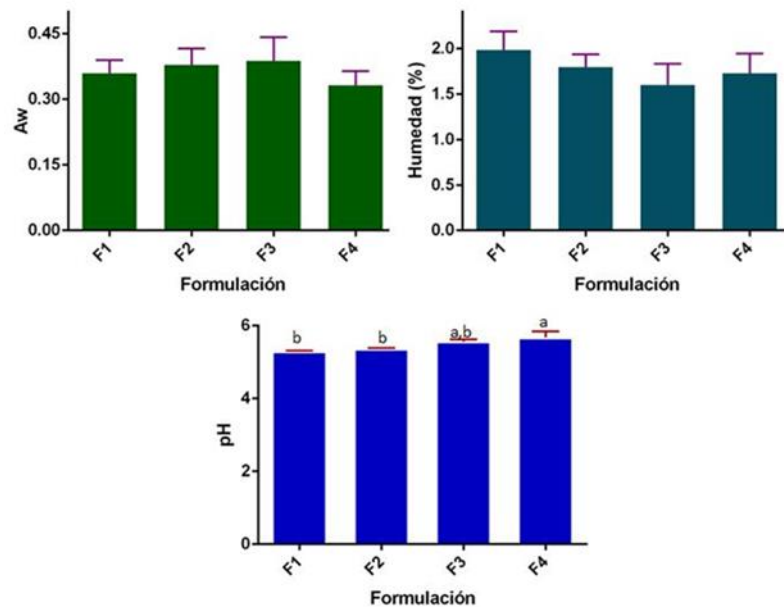 0.45
0.30
0.15
0.00
Aw
F1
F2
F3
F4
Formulación
2.0
1.5
1.0
0.5
0.0
Humedad (%)
F1
F2
F3
F4
Formulación
6
4
2
0
pH
b
b
a,b
a
F1
F2
F3
F4
Formulación